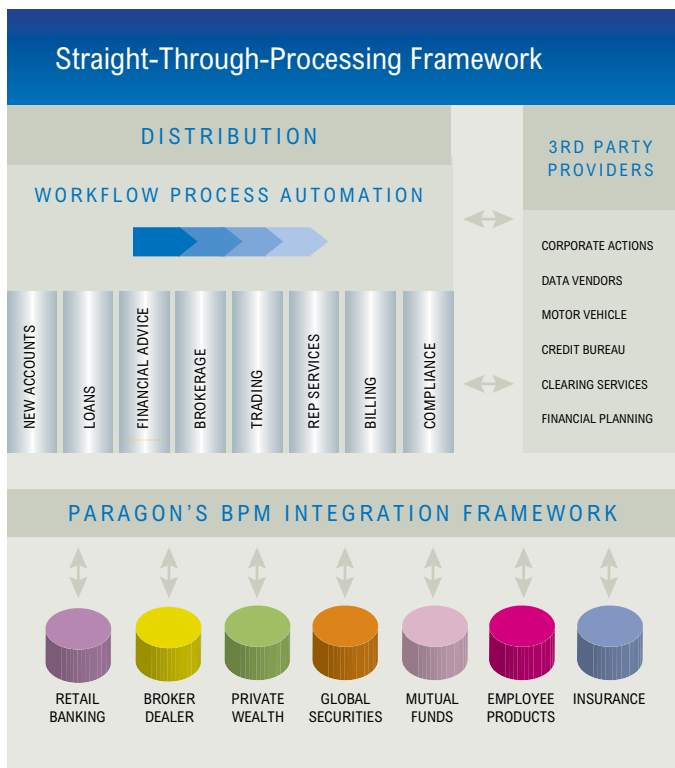 Straight-Through-Processing Framework
DISTRIBUTION
WORKFLOW PROCESS AUTOMATION
3RD PARTY
PROVIDERS
CORPORATE ACTIONS
DATA VENDORS
MOTOR VEHICLE
CREDIT BUREAU
CLEARING SERVICES
FINANCIAL PLANNING
NEW ACCOUNTS
LOANS
FINANCIAL ADVICE
BROKERAGE
TRADING
REP SERVICES
BILLING
COMPLIANCE
PARAGON'S BPM INTEGRATION FRAMEWORK
RETAIL
BANKING
BROKER
DEALER
PRIVATE
WEALTH
GLOBAL
SECURITIES
MUTUAL
FUNDS
EMPLOYEE
PRODUCTS
INSURANCE